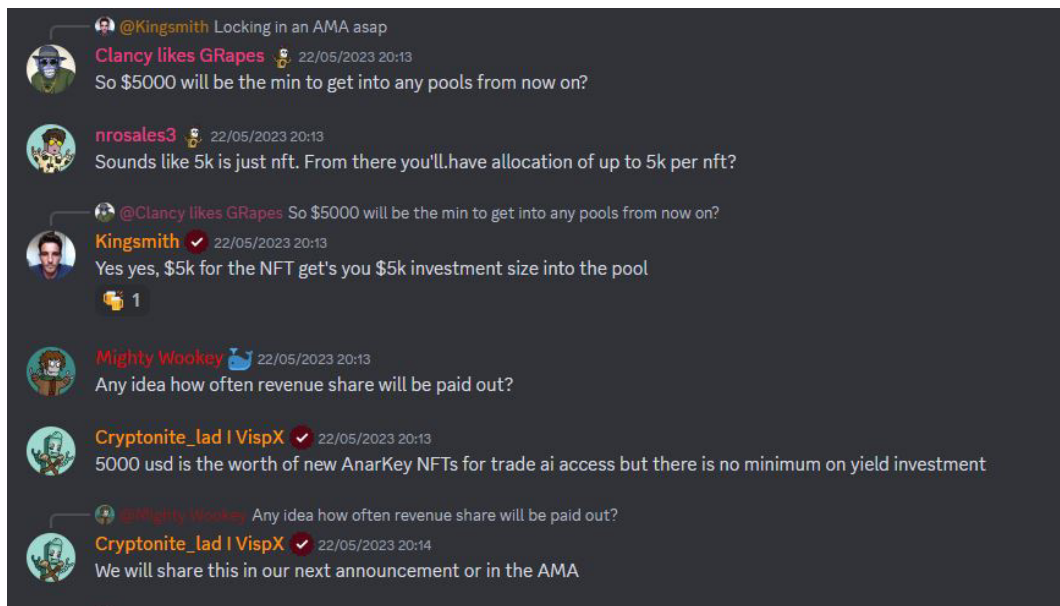 @Kingsmith Locking in an AMA asap
Clancy likes GRapes 22/05/2023 20:13
So $5000 will be the min to get into any pools from now on?
nrosales3 22/05/2023 20:13
Sounds like 5k is just nft. From there you'll.have allocation of up to 5k per nft?
@Clancy likes GRapes So $5000 will be the min to get into any pools from now on?
Kingsmith 22/05/2023 20:13
Yes yes, $5k for the NFT get's you $5k investment size into the pool
1
Mighty Wookey 22/05/2023 20:13
Any idea how often revenue share will be paid out?
Cryptonite_lad I VispX 22/05/2023 20:13
5000 usd is the worth of new AnarKey NFTs for trade ai access but there is no minimum on yield investment
@Mighty Wookey Any idea how often revenue share will be paid out?
Cryptonite_lad I VispX 22/05/2023 20:14
We will share this in our next announcement or in the AMA